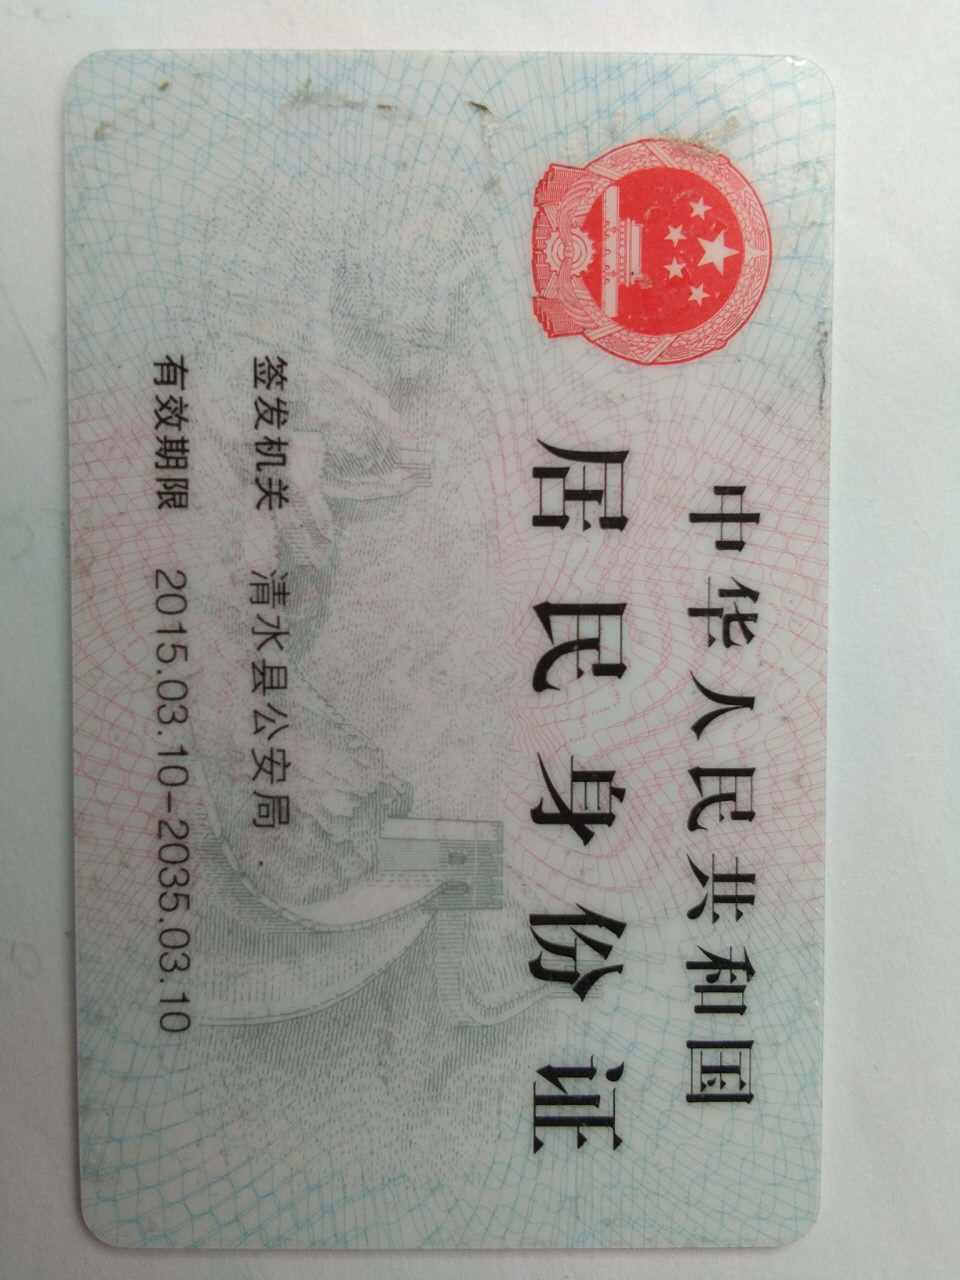 中华人民共和国
居民身份证
签发机关 清水县公安局
有效期限 2015.03.10-2035.03.10